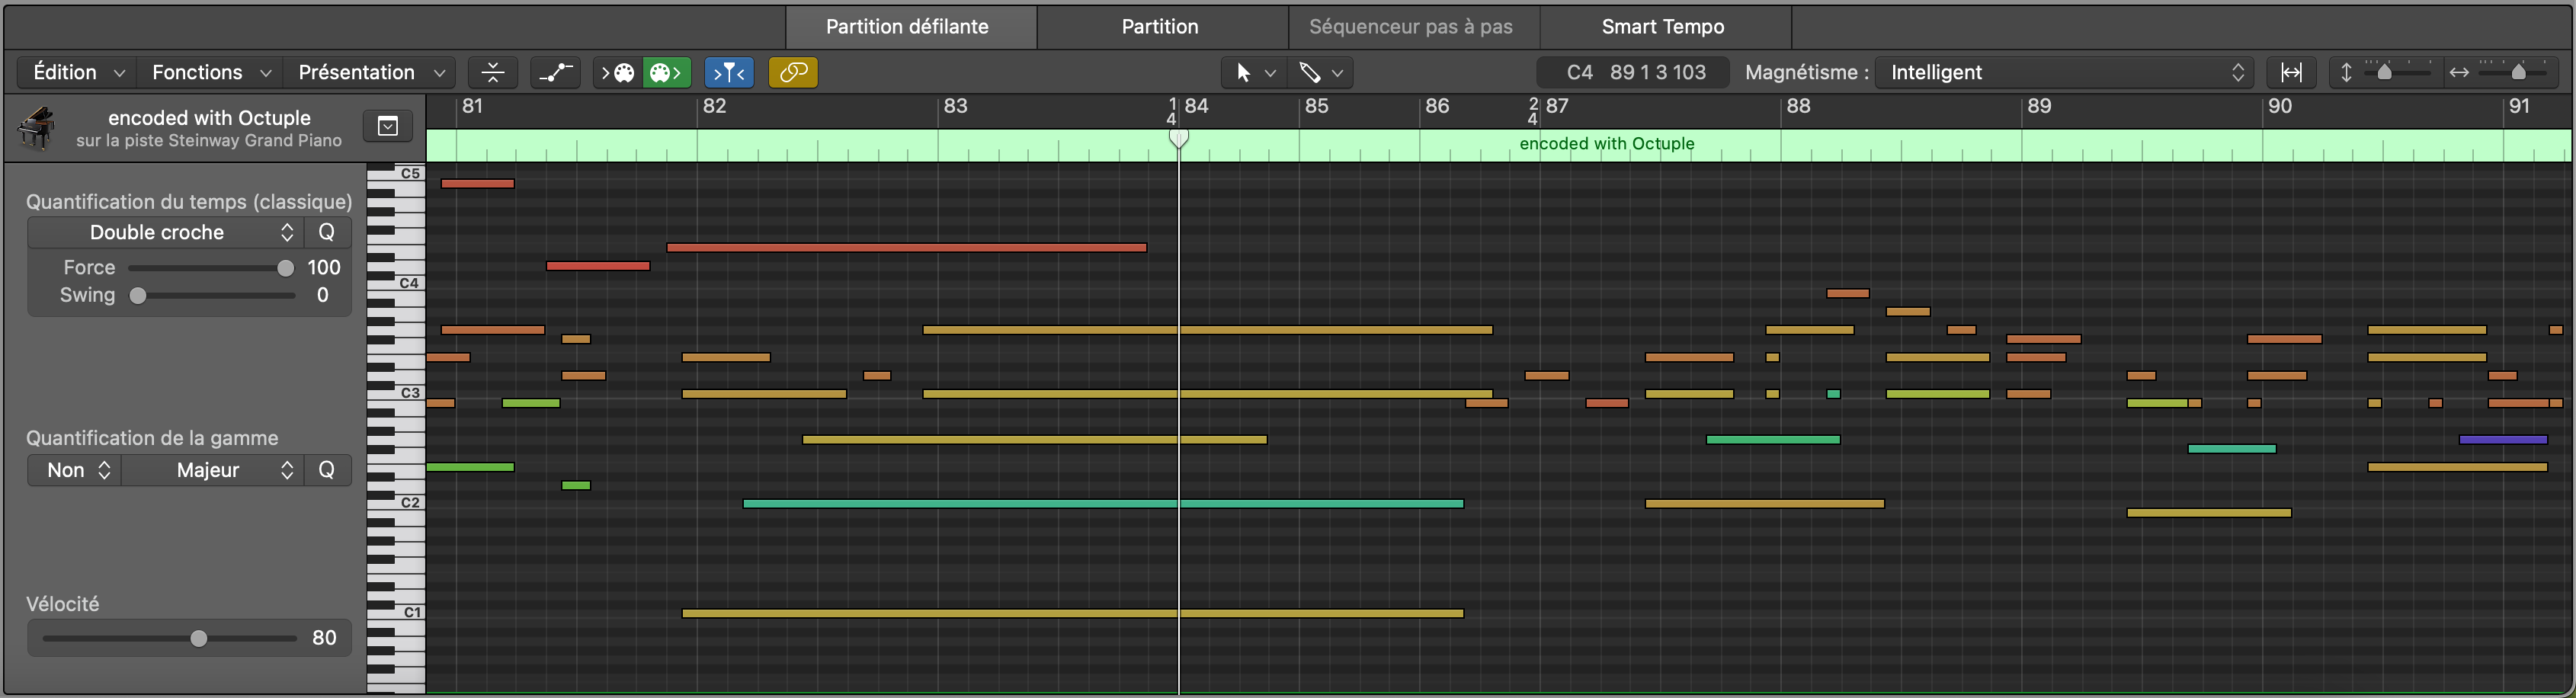 Partition défilante Partition Séquenceur pas à pas Smart Tempo
Édition Fonctions Présentation C4 89 1 3 103 Magnétisme : Intelligent
encoded with Octuple
sur la piste Steinway Grand Piano
81 82 83 1 4 84 85 86 2 4 87 88 89 90 91
encoded with Octuple
Quantification du temps (classique)
Double croche Q
Force 100
Swing 0
Quantification de la gamme
Non Majeur Q
Vélocité
80
C5
C4
C3
C2
C1